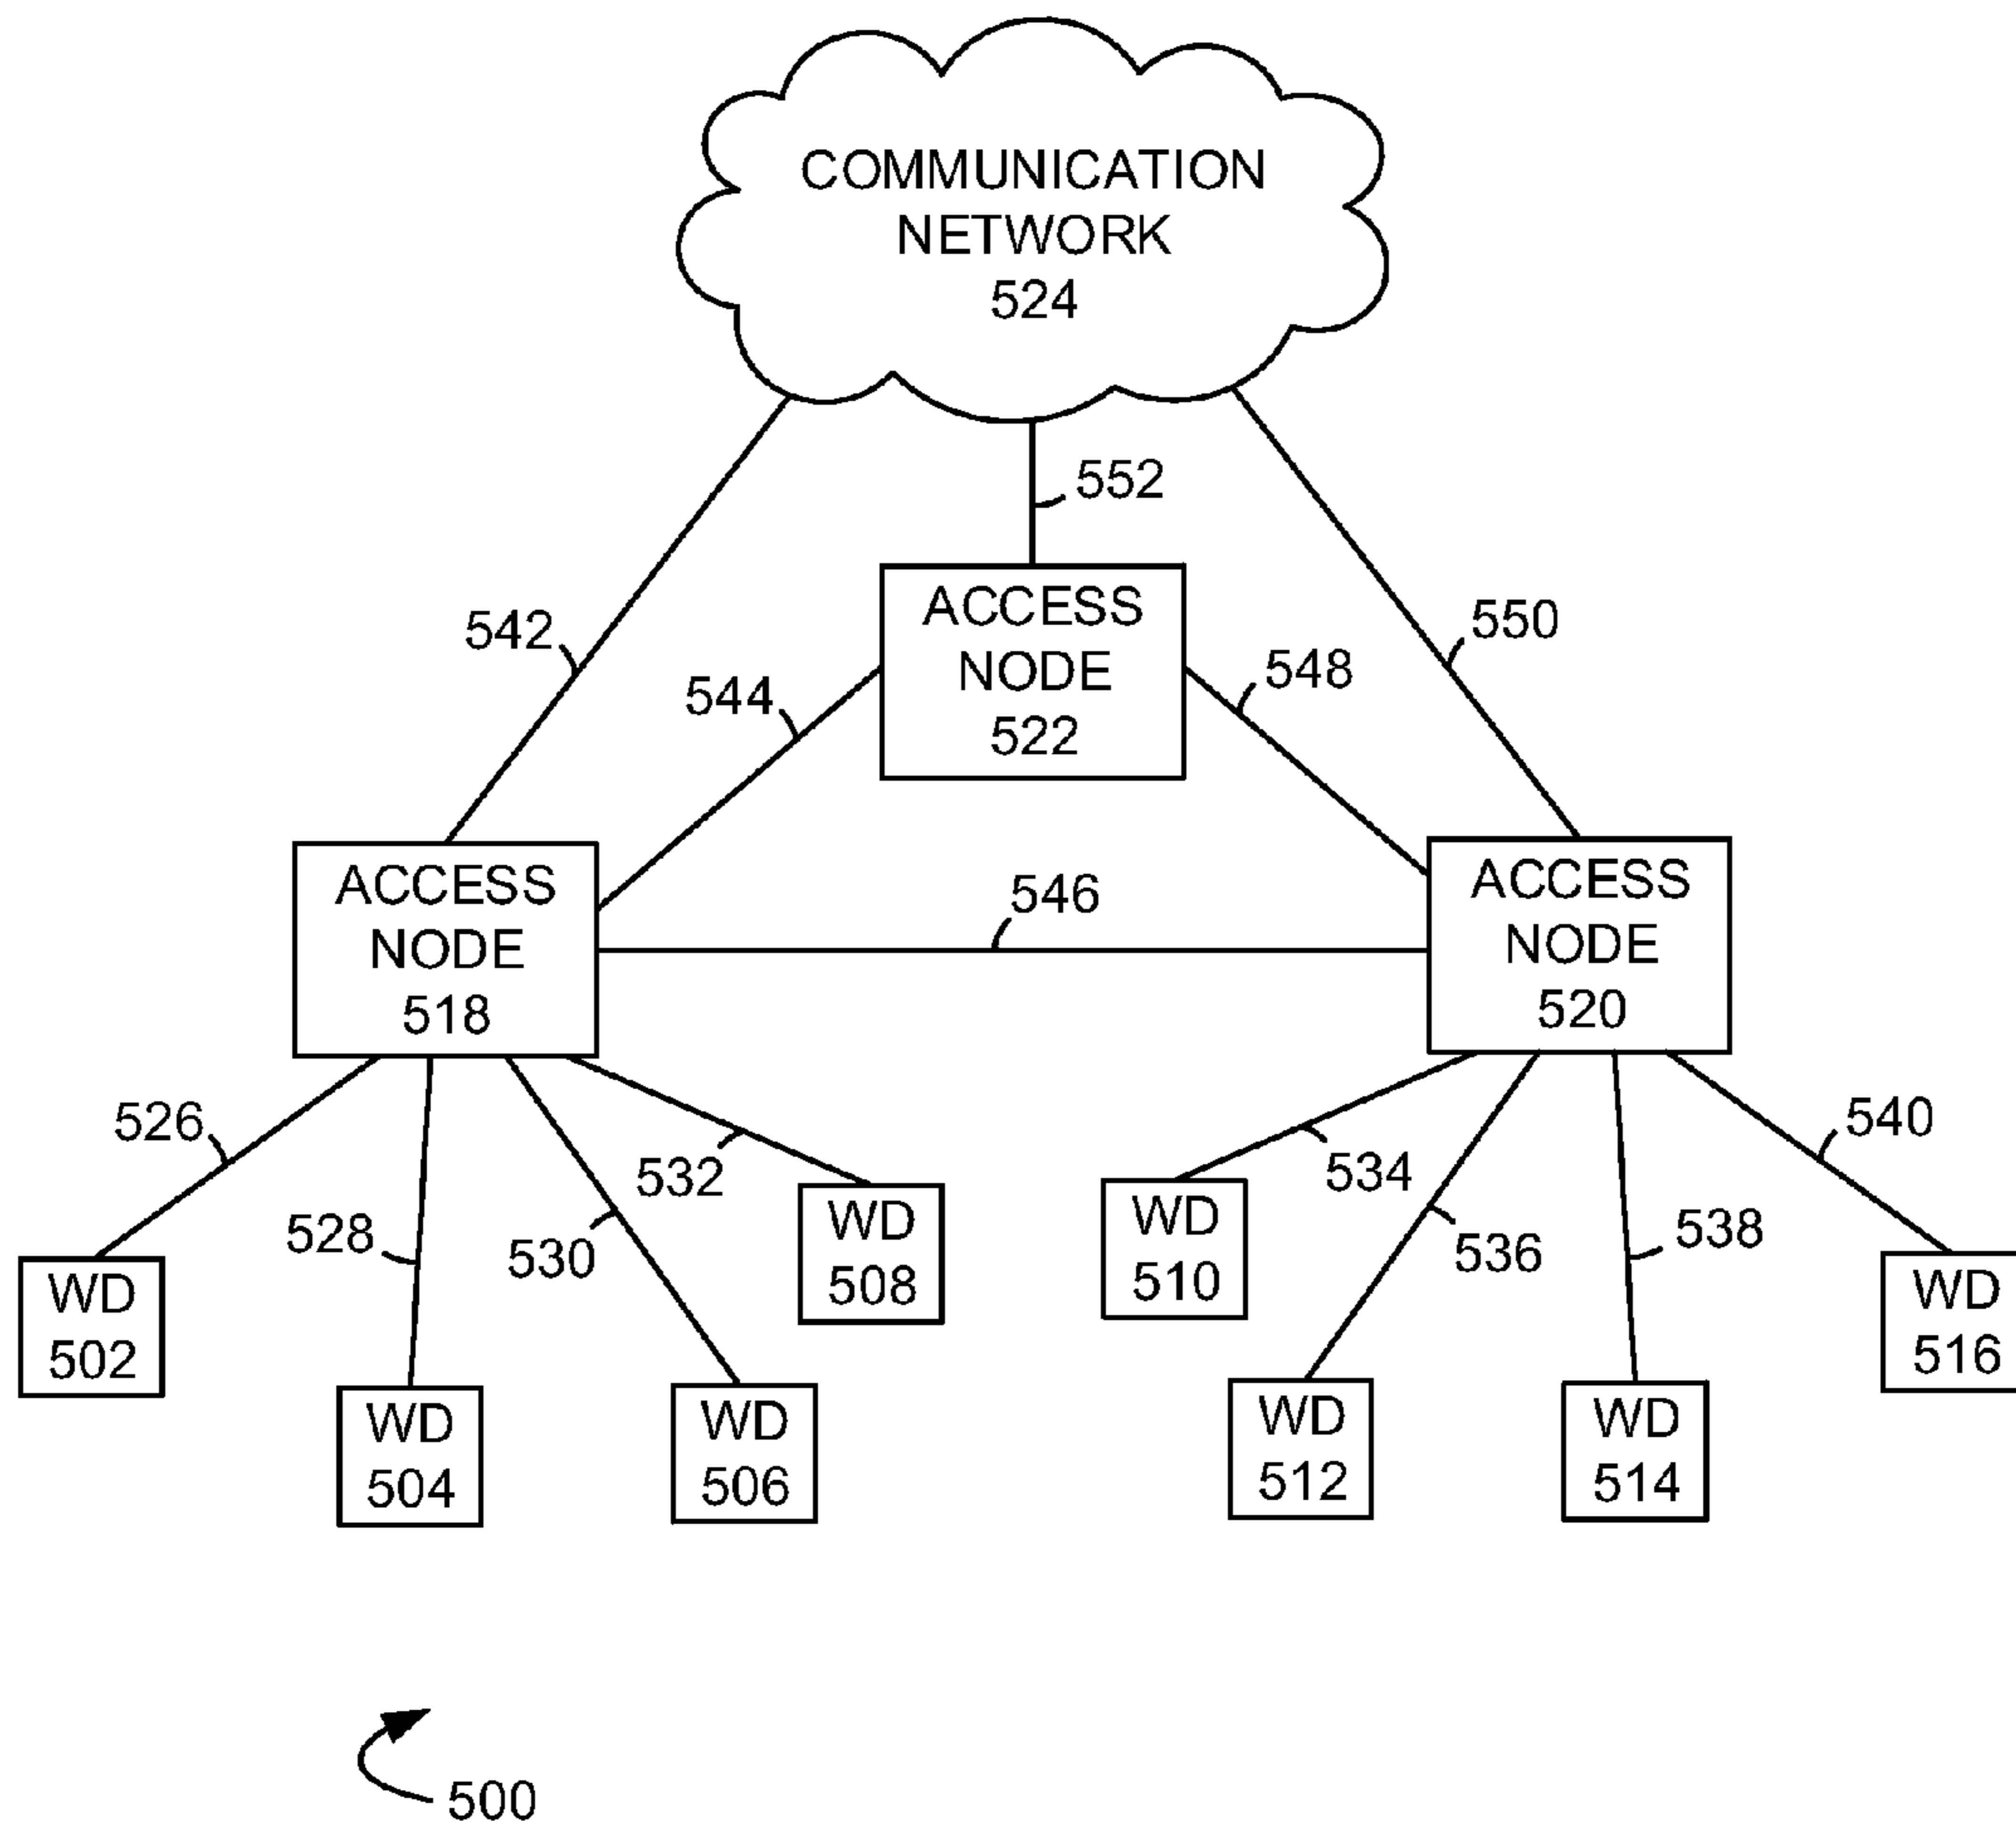 COMMUNICATION
NETWORK
524
552
542
550
ACCESS
NODE
522
544
548
ACCESS
NODE
518
546
ACCESS
NODE
520
526
528
530
532
534
536
538
540
WD
502
WD
504
WD
506
WD
508
WD
510
WD
512
WD
514
WD
516
500